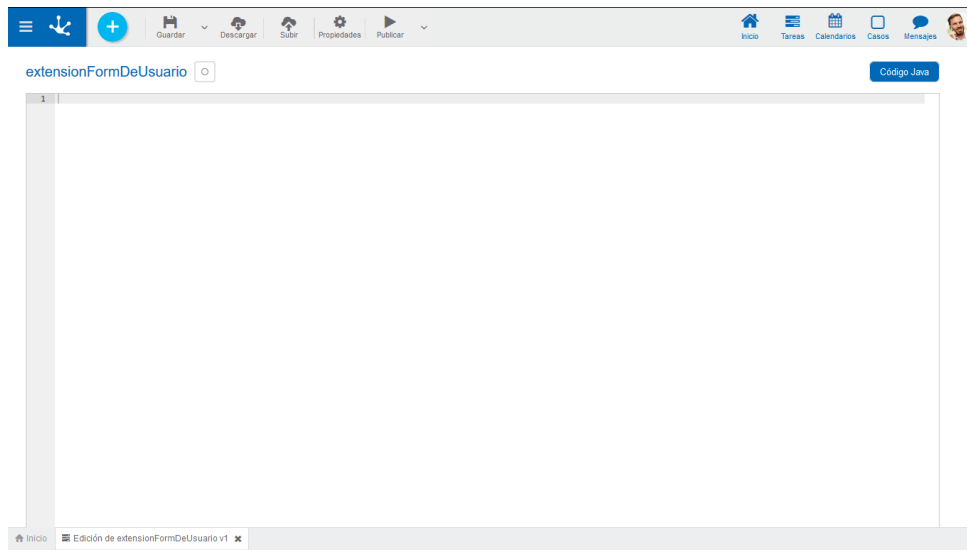 Guardar
Descargar
Subir
Propiedades
Publicar
Inicio
Tareas
Calendarios
Casos
Mensajes
extensionFormDeUsuario
Código Java
1
Inicio
Edición de extensionFormDeUsuario v1